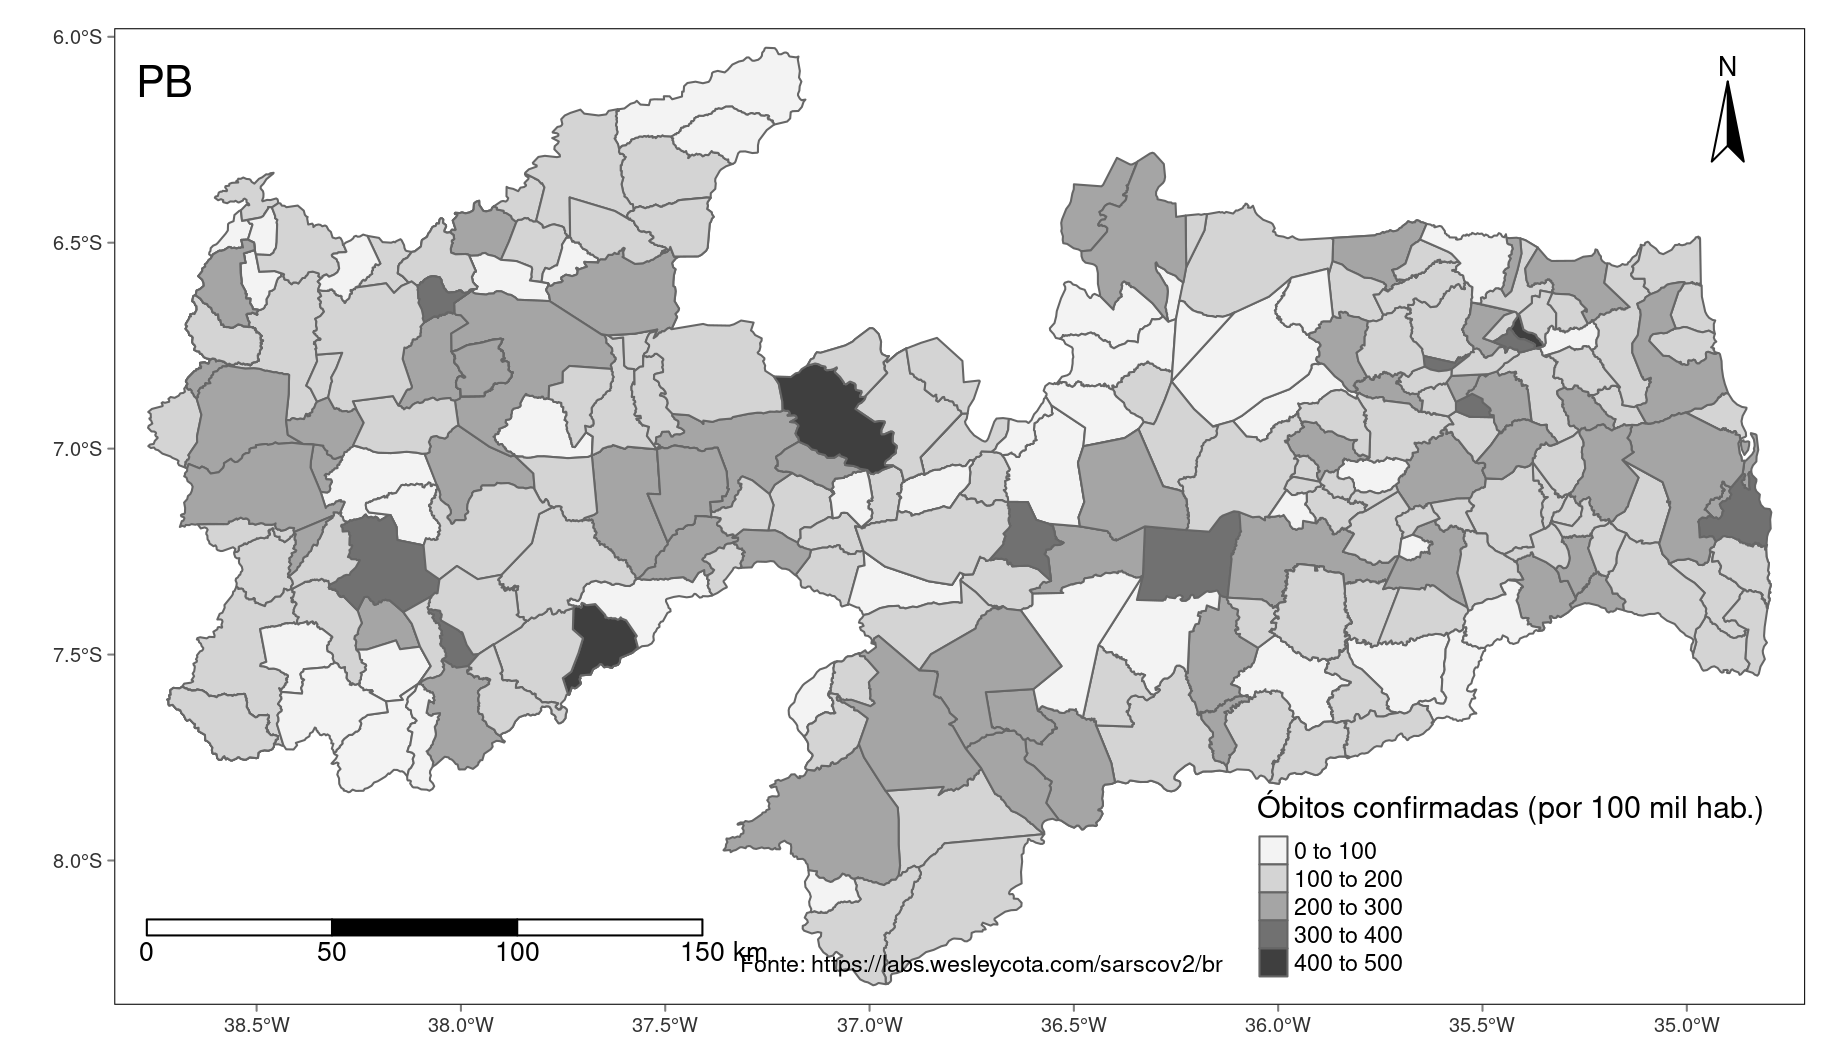 PB
N
6.0°S
6.5°S
7.0°S
7.5°S
8.0°S
Óbitos confirmadas (por 100 mil hab.)
0 to 100
100 to 200
200 to 300
300 to 400
400 to 500
0 50 100 150 km
Fonte: https://labs.wesleycota.com/sarscov2/br
38.5°W 38.0°W 37.5°W 37.0°W 36.5°W 36.0°W 35.5°W 35.0°W